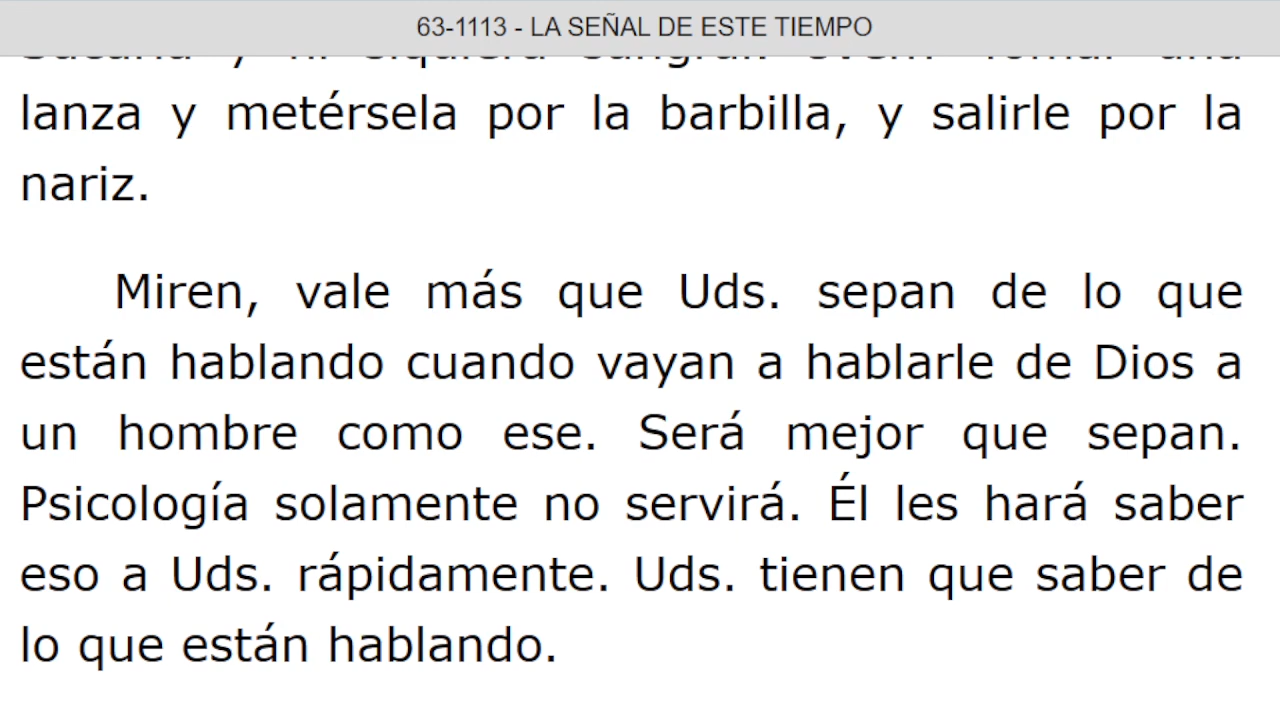 63-1113 - LA SEÑAL DE ESTE TIEMPO
lanza y metérsela por la barbilla, y salirle por la
nariz.
Miren, vale más que Uds. sepan de lo que
están hablando cuando vayan a hablarle de Dios a
un hombre como ese. Será mejor que sepan.
Psicología solamente no servirá. Él les hará saber
eso a Uds. rápidamente. Uds. tienen que saber de
lo que están hablando.